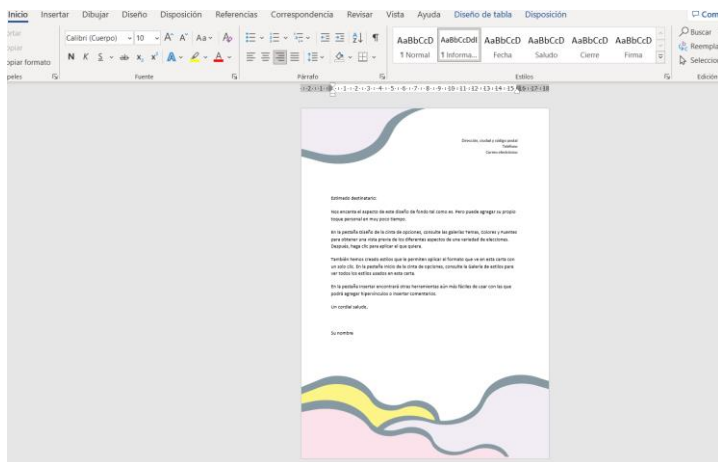 Inicio Insertar Dibujar Diseño Disposición Referencias Correspondencia Revisar Vista Ayuda Diseño de tabla Disposición Com
Calibri (Cuerpo) 10 A A Aa
Buscar
AaBbCcD AaBbCcDdI AaBbCcD AaBbCcD AaBbCcD AaBbCcD
Reempla
opiar formato
N K S ab x₂ x² A A
¶ Normal ¶ Informa... Fecha Saludo Cierre Firma
Seleccion
peles Fuente Párrafo Estilos Edición
Dirección, ciudad y código postal
Teléfono
Correo electrónico
Estimado destinatario:
Nos encanta el aspecto de este diseño de fondo tal como es. Pero puede agregar su propio
toque personal en muy poco tiempo.
En la pestaña Diseño de la cinta de opciones, consulte las galerías Temas, Colores y Fuentes
para obtener una vista previa de los diferentes aspectos de una variedad de elecciones.
Después, haga clic para aplicar el que quiera.
También hemos creado estilos que le permiten aplicar el formato que ve en esta carta con
un solo clic. En la pestaña Inicio de la cinta de opciones, consulte la Galería de estilos para
ver todos los estilos usados en esta carta.
En la pestaña Insertar encontrará otras herramientas aún más fáciles de usar con las que
podrá agregar hipervínculos o insertar comentarios.
Un cordial saludo,
Su nombre